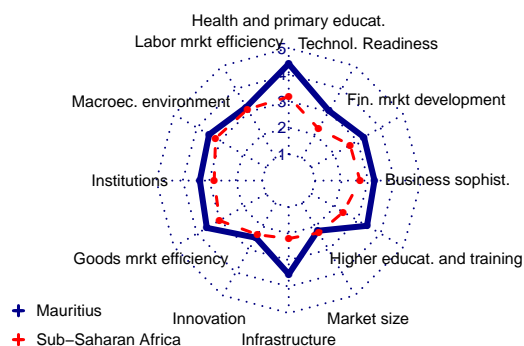 Health and primary educat.
Labor mrkt efficiency
Technol. Readiness
5
4
Macroec. environment
Fin. mrkt development
3
2
1
Institutions
Business sophist.
Goods mrkt efficiency
Higher educat. and training
Innovation
Market size
Infrastructure
Mauritius
Sub−Saharan Africa